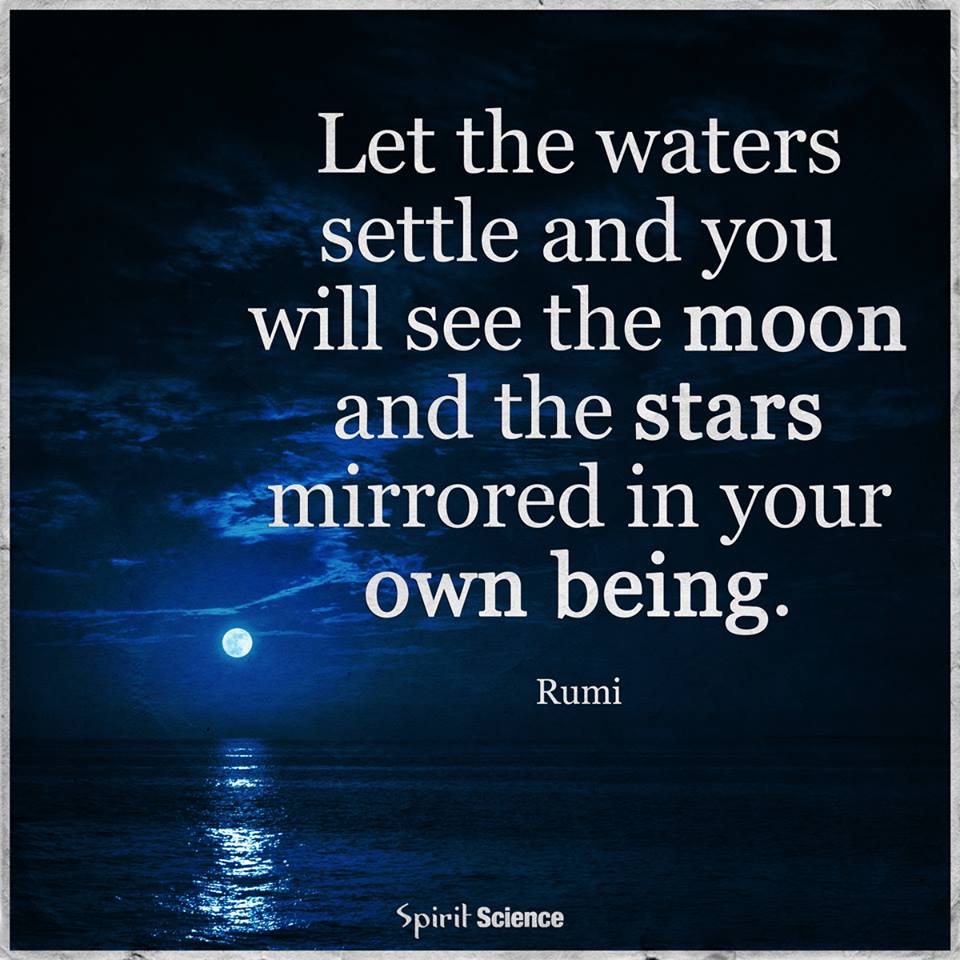 Let the waters
settle and you
will see the moon
and the stars
mirrored in your
own being.
Rumi
Spirit Science